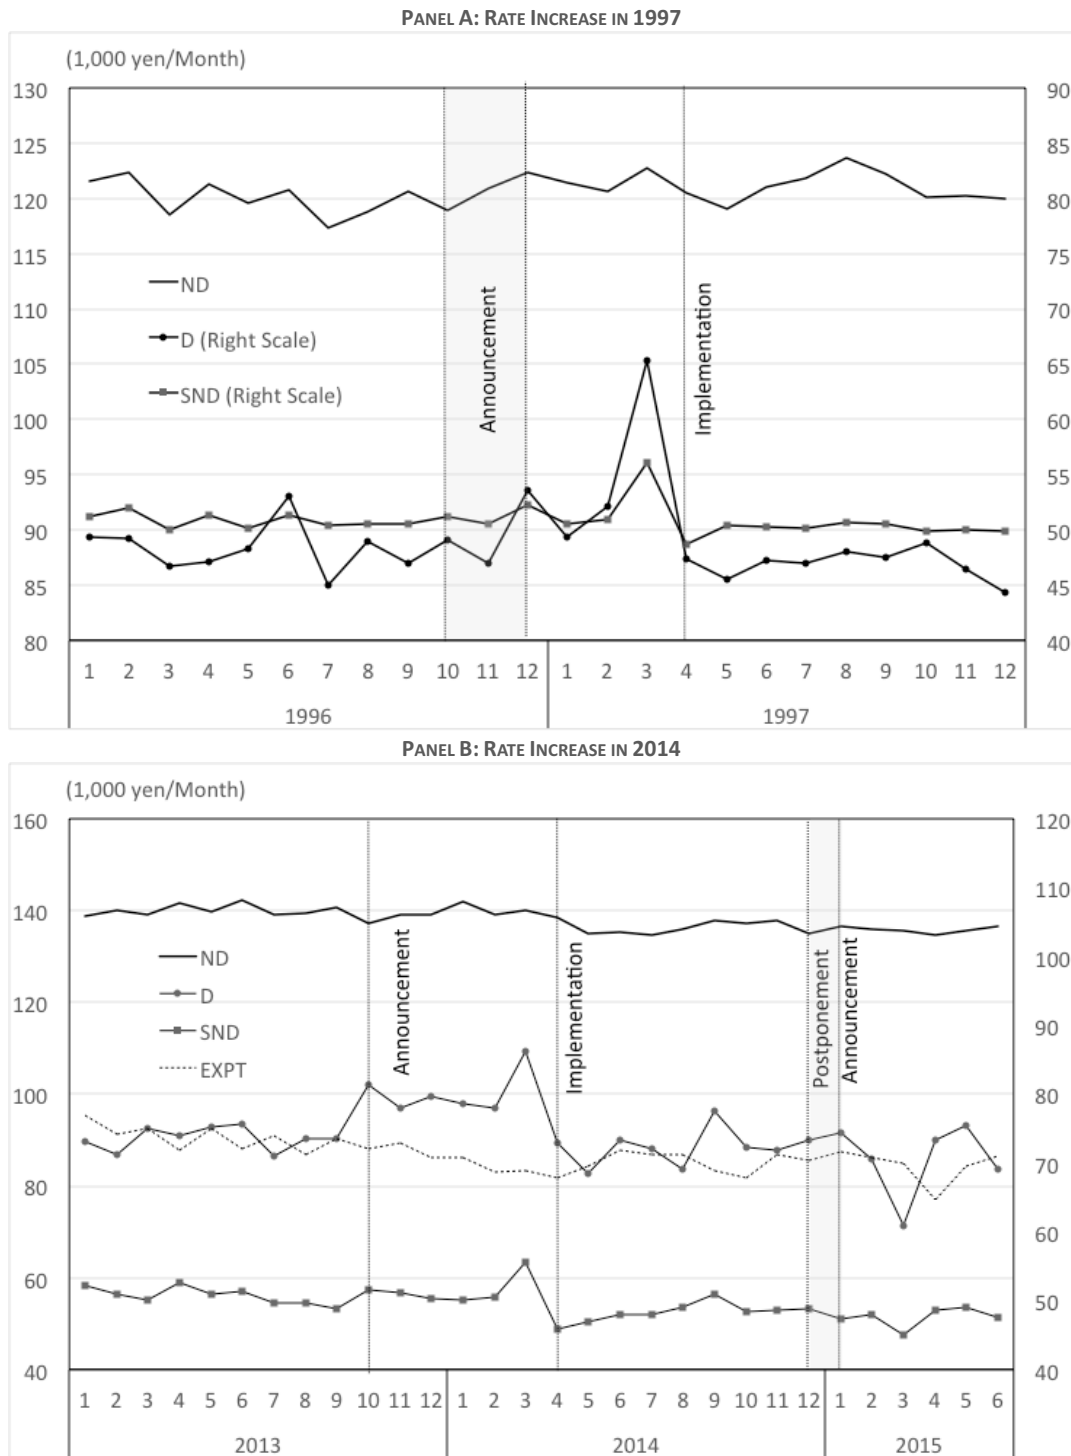 PANEL A: RATE INCREASE IN 1997
(1,000 yen/Month)
130 90
125 85
120 80
115 75
110 70
105 65
100 60
95 55
90 50
85 45
80 40
ND
D (Right Scale)
SND (Right Scale)
Announcement
Implementation
1 2 3 4 5 6 7 8 9 10 11 12 1 2 3 4 5 6 7 8 9 10 11 12
1996 1997
PANEL B: RATE INCREASE IN 2014
(1,000 yen/Month)
160 120
110
140
100
120
90
100 80
80 70
60
60
50
40 40
ND
D
SND
EXPT
Announcement
Implementation
Postponement
Announcement
1 2 3 4 5 6 7 8 9 10 11 12 1 2 3 4 5 6 7 8 9 10 11 12 1 2 3 4 5 6
2013 2014 2015